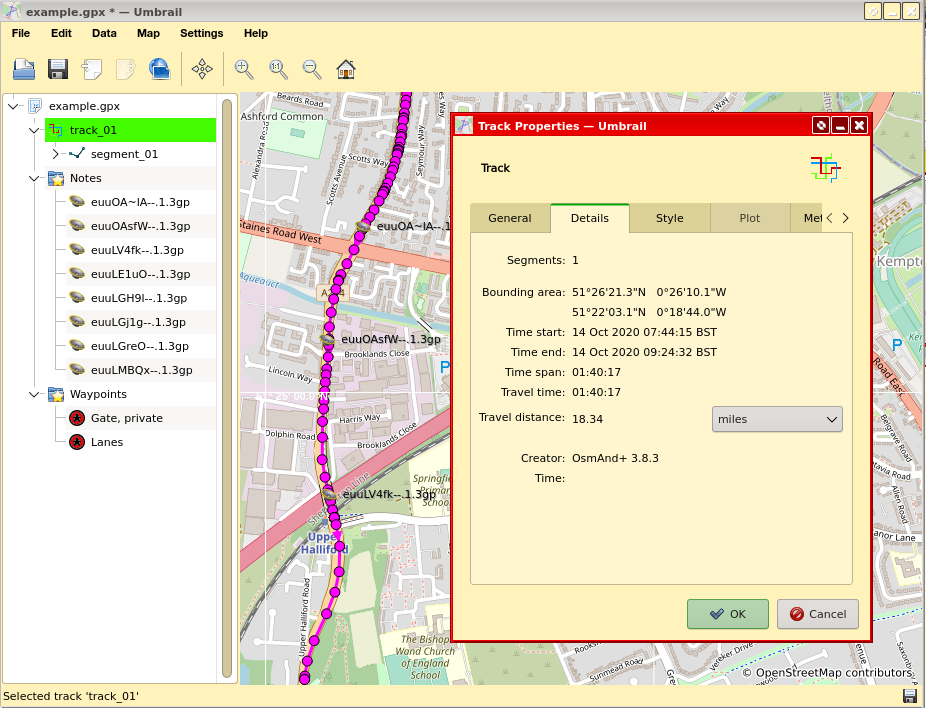 example.gpx * — Umbrail
File Edit Data Map Settings Help
1:1
example.gpx
track_01
segment_01
Notes
euuOA~IA--.1.3gp
euuOAsfW--.1.3gp
euuLV4fk--.1.3gp
euuLE1uO--.1.3gp
euuLGH9I--.1.3gp
euuLGj1g--.1.3gp
euuLGreO--.1.3gp
euuLMBQx--.1.3gp
Waypoints
Gate, private
Lanes
Beards Road
Ashford Common
Alexandra Road
Scotts Avenue
Scotts Way
Seymour Way
euuOA~IA--.1
Staines Road West
Aqueduct
euuOAsfW--.1.3gp
Brooklands Close
Lincoln Way
Harris Way
Dolphin Road
Brooklands Close
P
euuLV4fk--.1.3gp
Upper
Halliford
Upper Halliford Road
The Bishop
Wand Church
of England
School
Track Properties — Umbrail
Track
General Details Style Plot Met
Segments: 1
Bounding area: 51°26'21.3"N 0°26'10.1"W
51°22'03.1"N 0°18'44.0"W
Time start: 14 Oct 2020 07:44:15 BST
Time end: 14 Oct 2020 09:24:32 BST
Time span: 01:40:17
Travel time: 01:40:17
Travel distance: 18.34 miles
Creator: OsmAnd+ 3.8.3
Time:
OK Cancel
Kempto
P
Road East
Belgrave Road
Allen Road
anor Lane
Sunmead Road
Vereker Drive
© OpenStreetMap contributors
Selected track 'track_01'